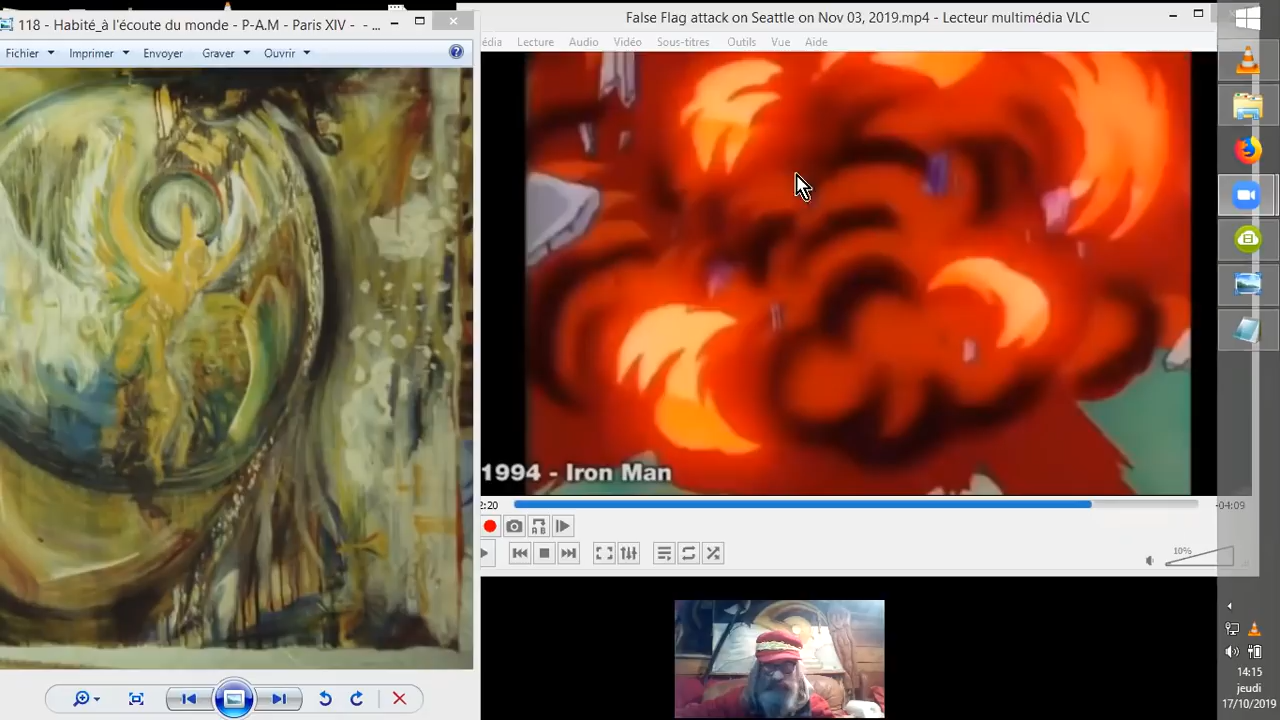 118 - Habité_à l'écoute du monde - P-A-M - Paris XIV - - ...
Fichier Imprimer Envoyer Graver Ouvrir
False Flag attack on Seattle on Nov 03, 2019.mp4 - Lecteur multimédia VLC
édia Lecture Audio Vidéo Sous-titres Outils Vue Aide
1994 - Iron Man
2:20
-04:09
A B
10%
14:15
jeudi
17/10/2019